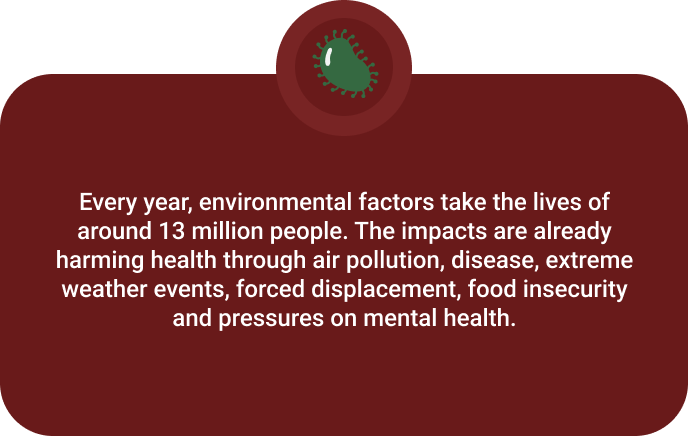 Every year, environmental factors take the lives of
around 13 million people. The impacts are already
harming health through air pollution, disease, extreme
weather events, forced displacement, food insecurity
and pressures on mental health.